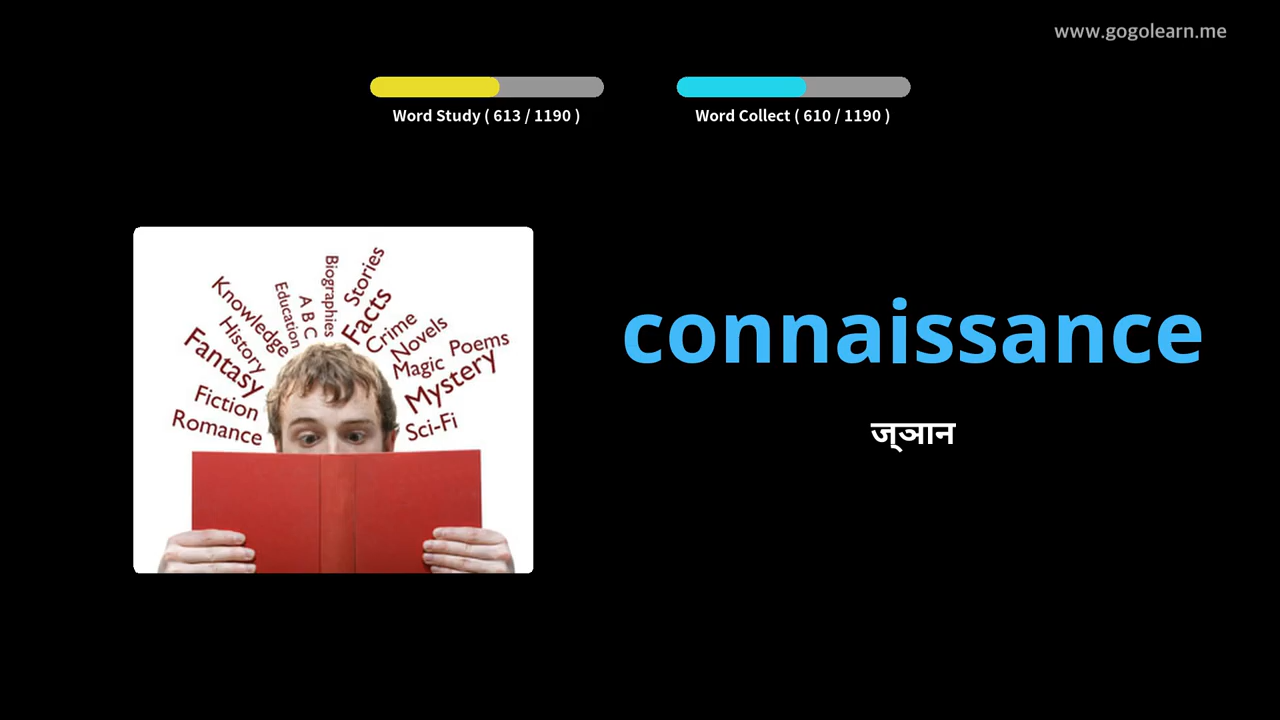 www.gogolearn.me
Word Study ( 613 / 1190 )
Word Collect ( 610 / 1190 )
Biographies
Stories
Education
A B C
Facts
Knowledge
Crime
History
Novels
Poems
Fantasy
Magic
Mystery
Fiction
Sci-Fi
Romance
connaissance
ज्ञान